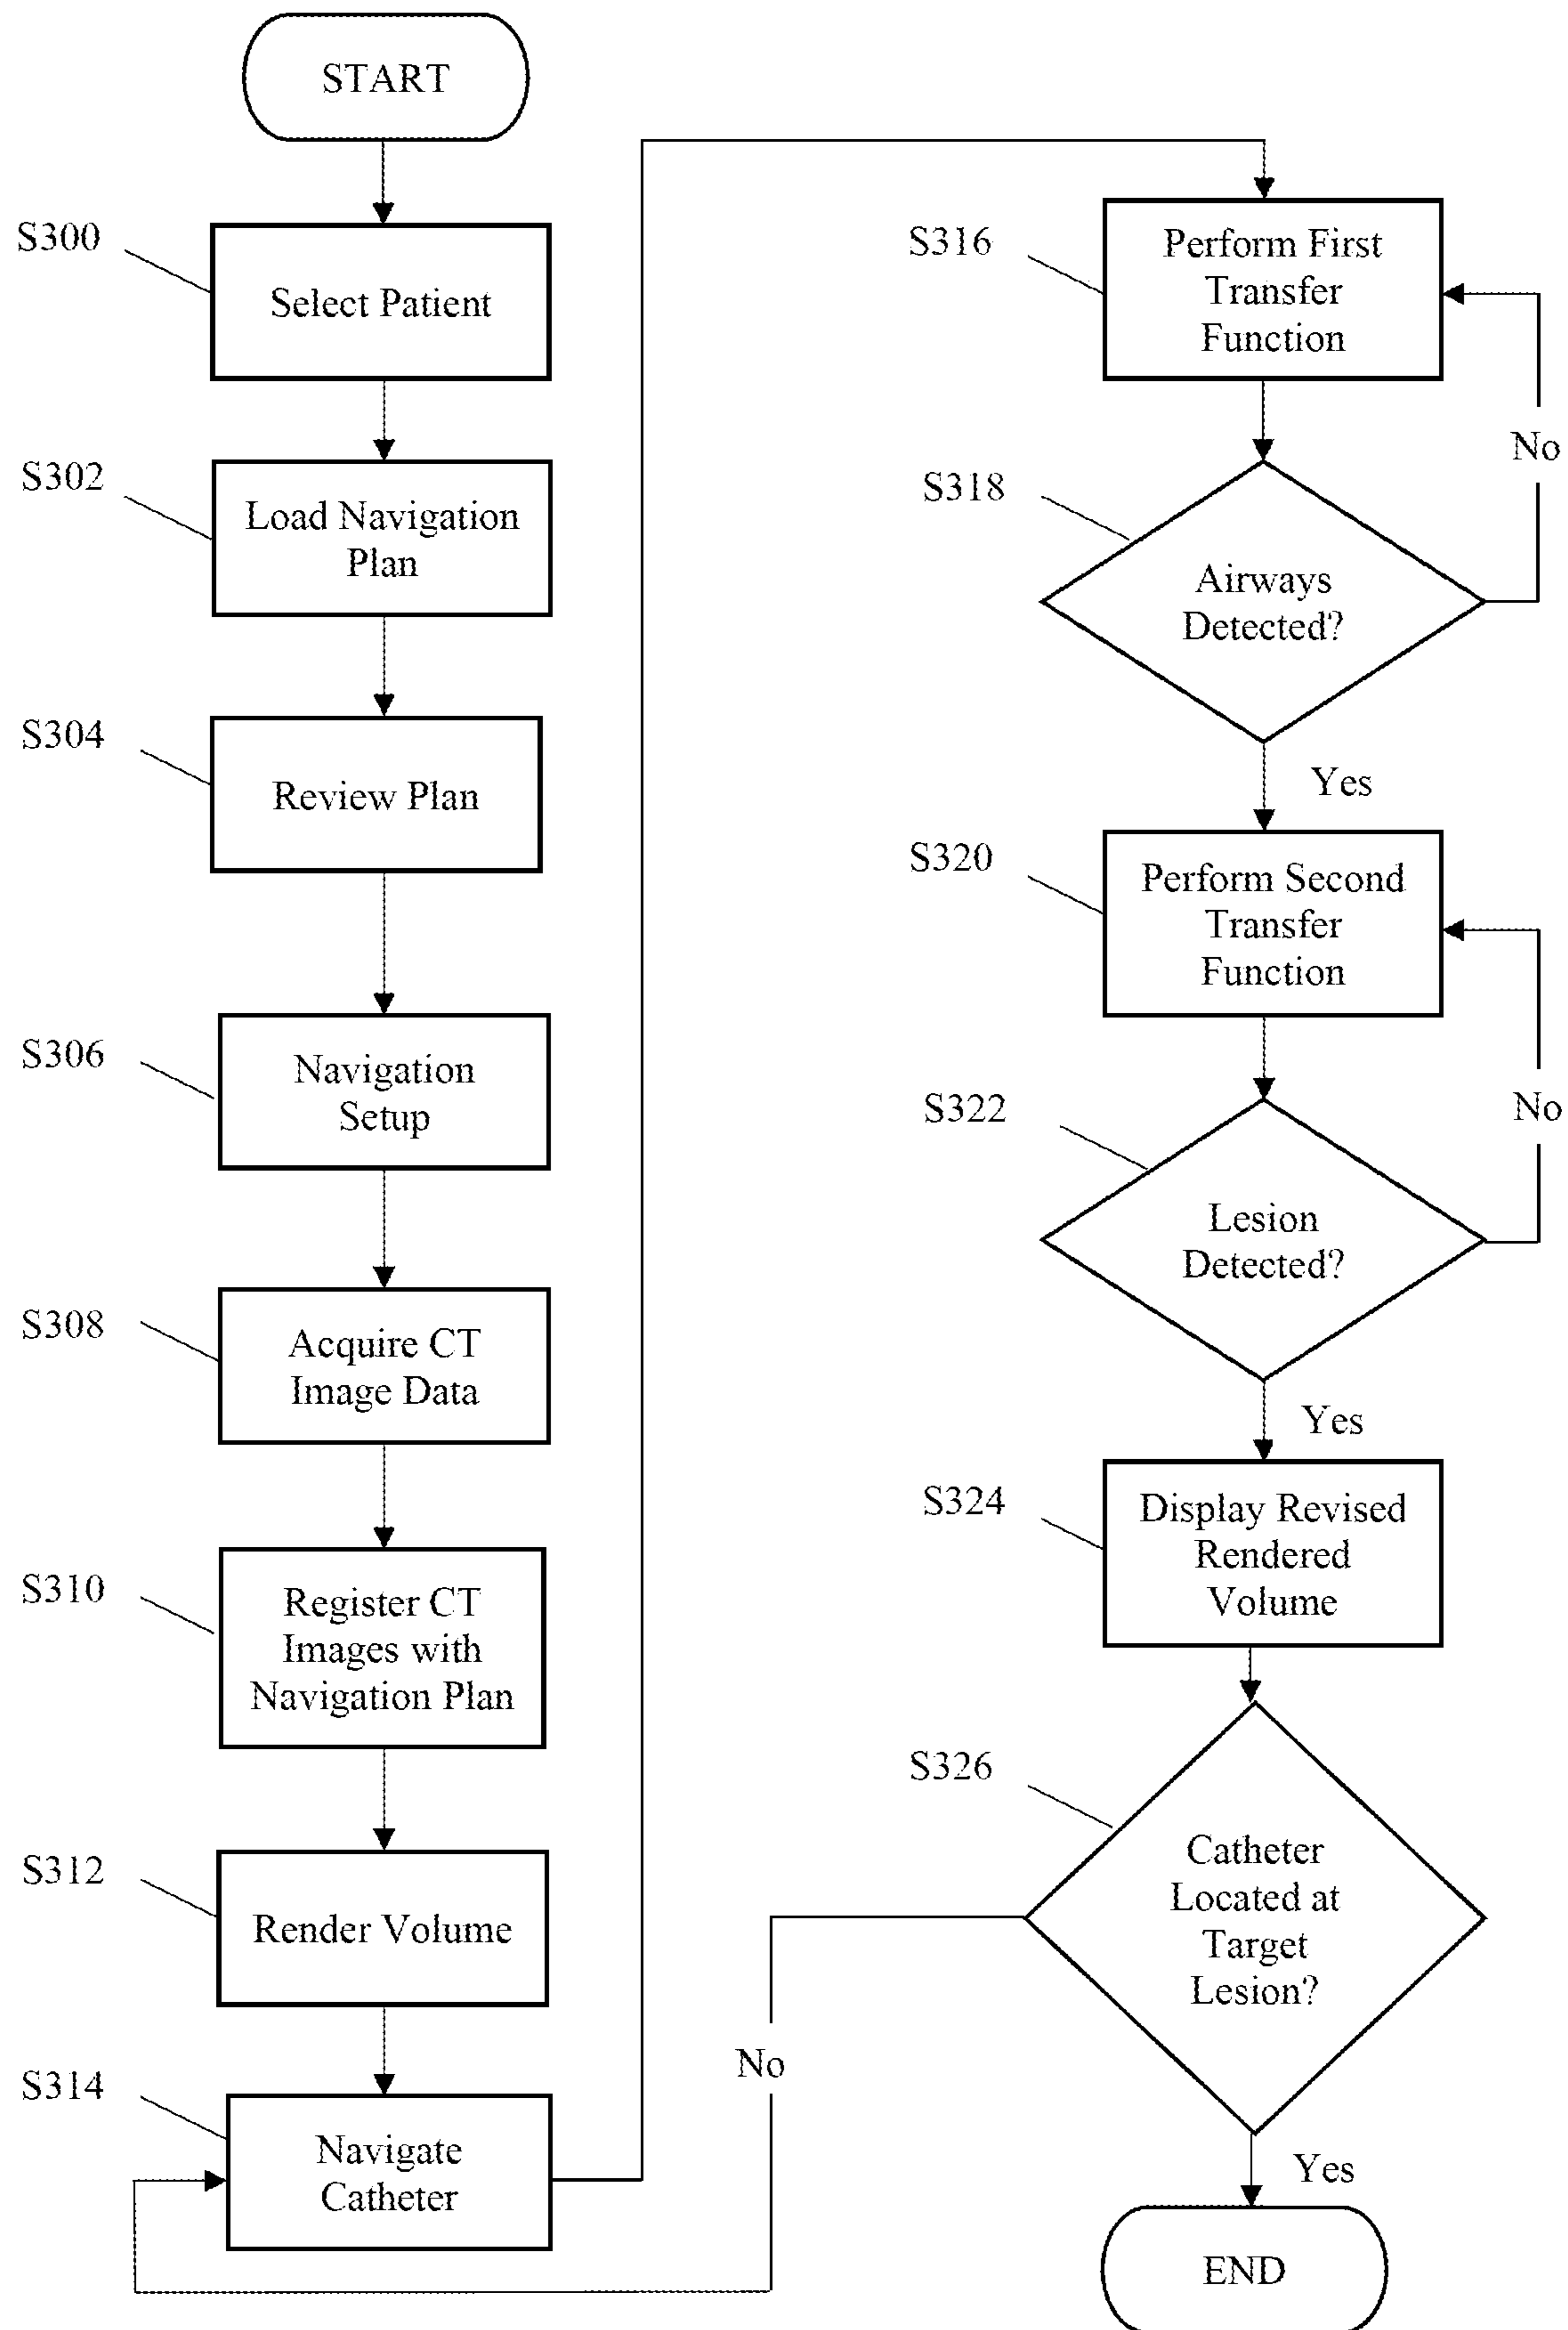 START
S300
Select Patient
S302
Load Navigation
Plan
S304
Review Plan
S306
Navigation
Setup
S308
Acquire CT
Image Data
S310
Register CT
Images with
Navigation Plan
S312
Render Volume
S314
Navigate
Catheter
S316
Perform First
Transfer
Function
No
S318
Airways
Detected?
Yes
S320
Perform Second
Transfer
Function
No
S322
Lesion
Detected?
Yes
S324
Display Revised
Rendered
Volume
S326
Catheter
Located at
Target
Lesion?
No
Yes
END